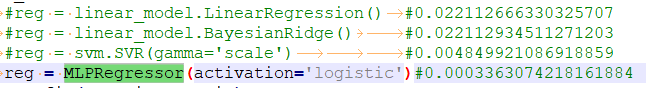 #reg = linear_model.LinearRegression() #0.022112666330325707
#reg = linear_model.BayesianRidge() #0.022112934511271203
#reg = svm.SVR(gamma='scale') #0.004849921086918859
reg = MLPRegressor(activation='logistic')#0.0003363074218161884